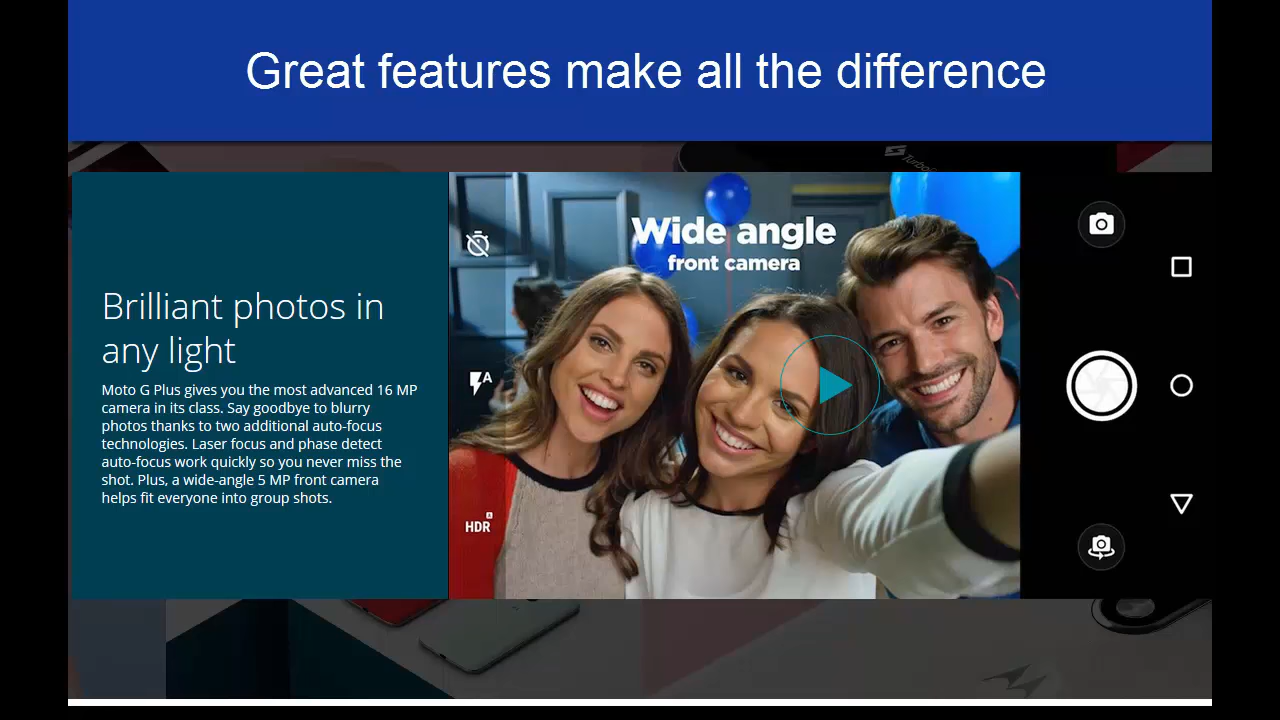 Great features make all the difference
Turbo
Wide angle
front camera
Brilliant photos in
any light
Moto G Plus gives you the most advanced 16 MP
camera in its class. Say goodbye to blurry
photos thanks to two additional auto-focus
technologies. Laser focus and phase detect
auto-focus work quickly so you never miss the
shot. Plus, a wide-angle 5 MP front camera
helps fit everyone into group shots.
A
HDR